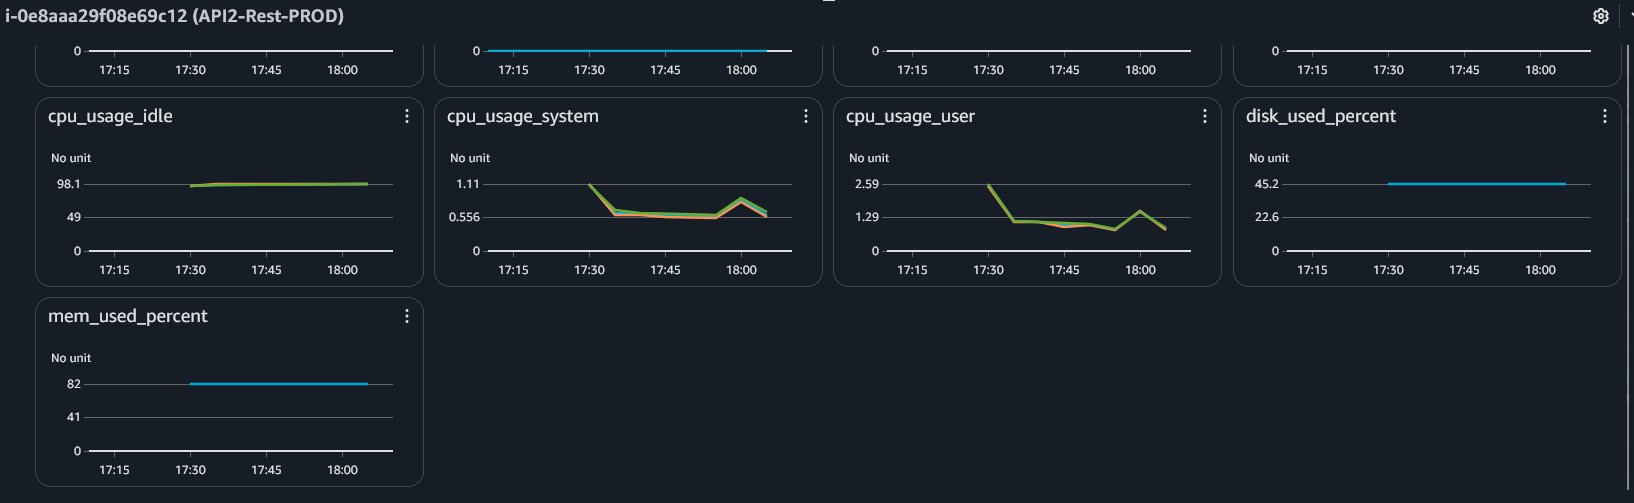 i-0e8aaa29f08e69c12 (API2-Rest-PROD)
0
17:15 17:30 17:45 18:00
0
17:15 17:30 17:45 18:00
0
17:15 17:30 17:45 18:00
0
17:15 17:30 17:45 18:00
cpu_usage_idle
No unit
98.1
49
0
17:15 17:30 17:45 18:00
cpu_usage_system
No unit
1.11
0.556
0
17:15 17:30 17:45 18:00
cpu_usage_user
No unit
2.59
1.29
0
17:15 17:30 17:45 18:00
disk_used_percent
No unit
45.2
22.6
0
17:15 17:30 17:45 18:00
mem_used_percent
No unit
82
41
0
17:15 17:30 17:45 18:00